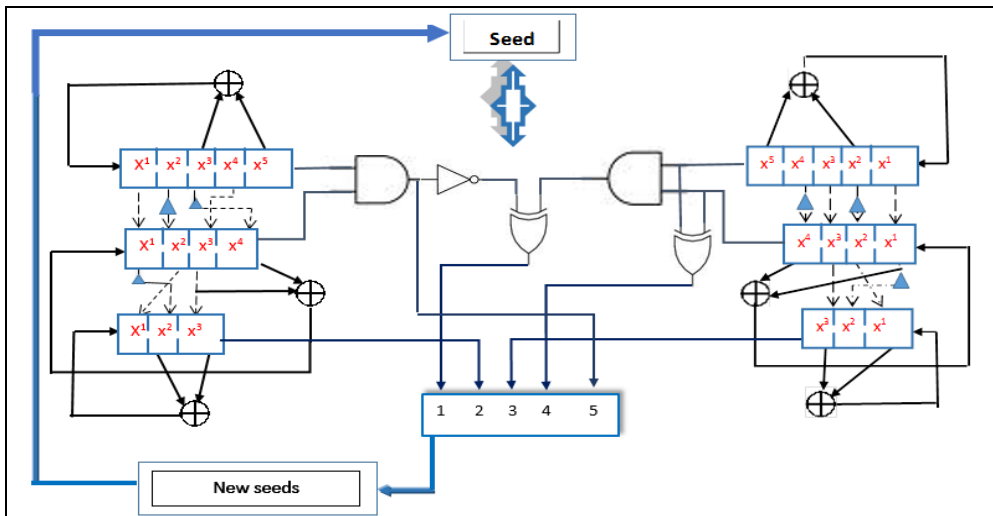 Seed
X¹ x² x³ x⁴ x⁵
x⁵ x⁴ x³ x² x¹
X¹ x² x³ x⁴
x⁴ x³ x² x¹
X¹ x² x³
x³ x² x¹
1 2 3 4 5
New seeds